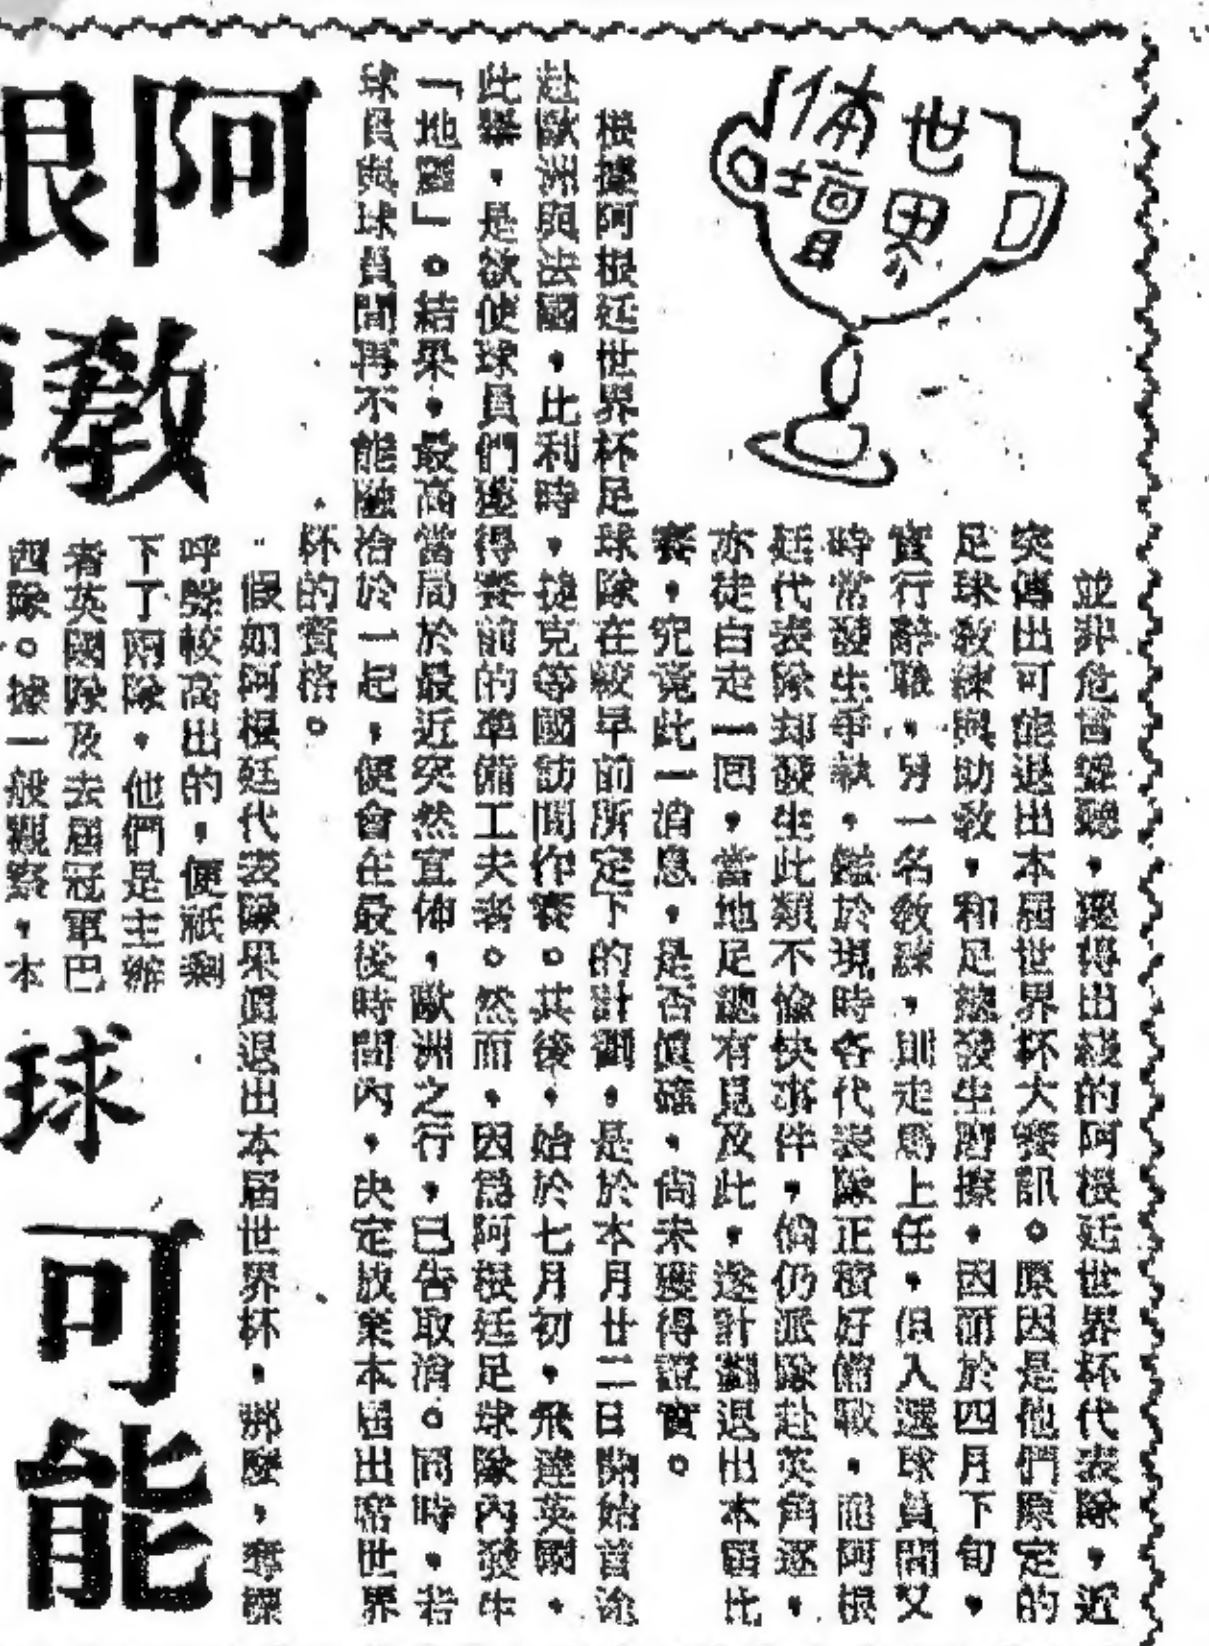 世界
体壇
並非危言聳聽,獲得出綫的阿根廷世界杯代表隊,近
突傳出可能退出本屆世界杯大賽訊。原因是他們原定的
足球敎練與助敎,和足總發生磨擦,因而於四月下旬,
實行辭職,另一名敎練,則走馬上任,但入選球員間又
時常發生爭執,鑑於現時各代表隊正積極備戰,而阿根
廷代表隊却發生此類不愉快事件,倘仍派隊赴英角逐,
亦徒白走一回,當地足總有見及此,遂計劃退出本屆比
賽,究竟此一消息,是否眞確,尙未獲得證實。
根據阿根廷世界杯足球隊在較早前所定下的計劃,是於本月廿二日開始首途
赴歐洲與法國,比利時,捷克等國訪問作賽。其後,始於七月初,飛達英國,
此舉,是欲使球員們獲得賽前的準備工夫者。然而,因爲阿根廷足球隊內發生
「地震」。結果,最高當局於最近突然宣佈,歐洲之行,已告取消。同時,若
球員與球員間再不能融洽於一起,便會在最後時間內,決定放棄本屆出席世界
杯的資格。
假如阿根廷代表隊果眞退出本屆世界杯,那麼,奪標
呼聲較高出的,便祇剩
下了兩隊,他們是主辦
者英國隊及去屆冠軍巴
西隊。據一般觀察,本
阿根
敎
球可能